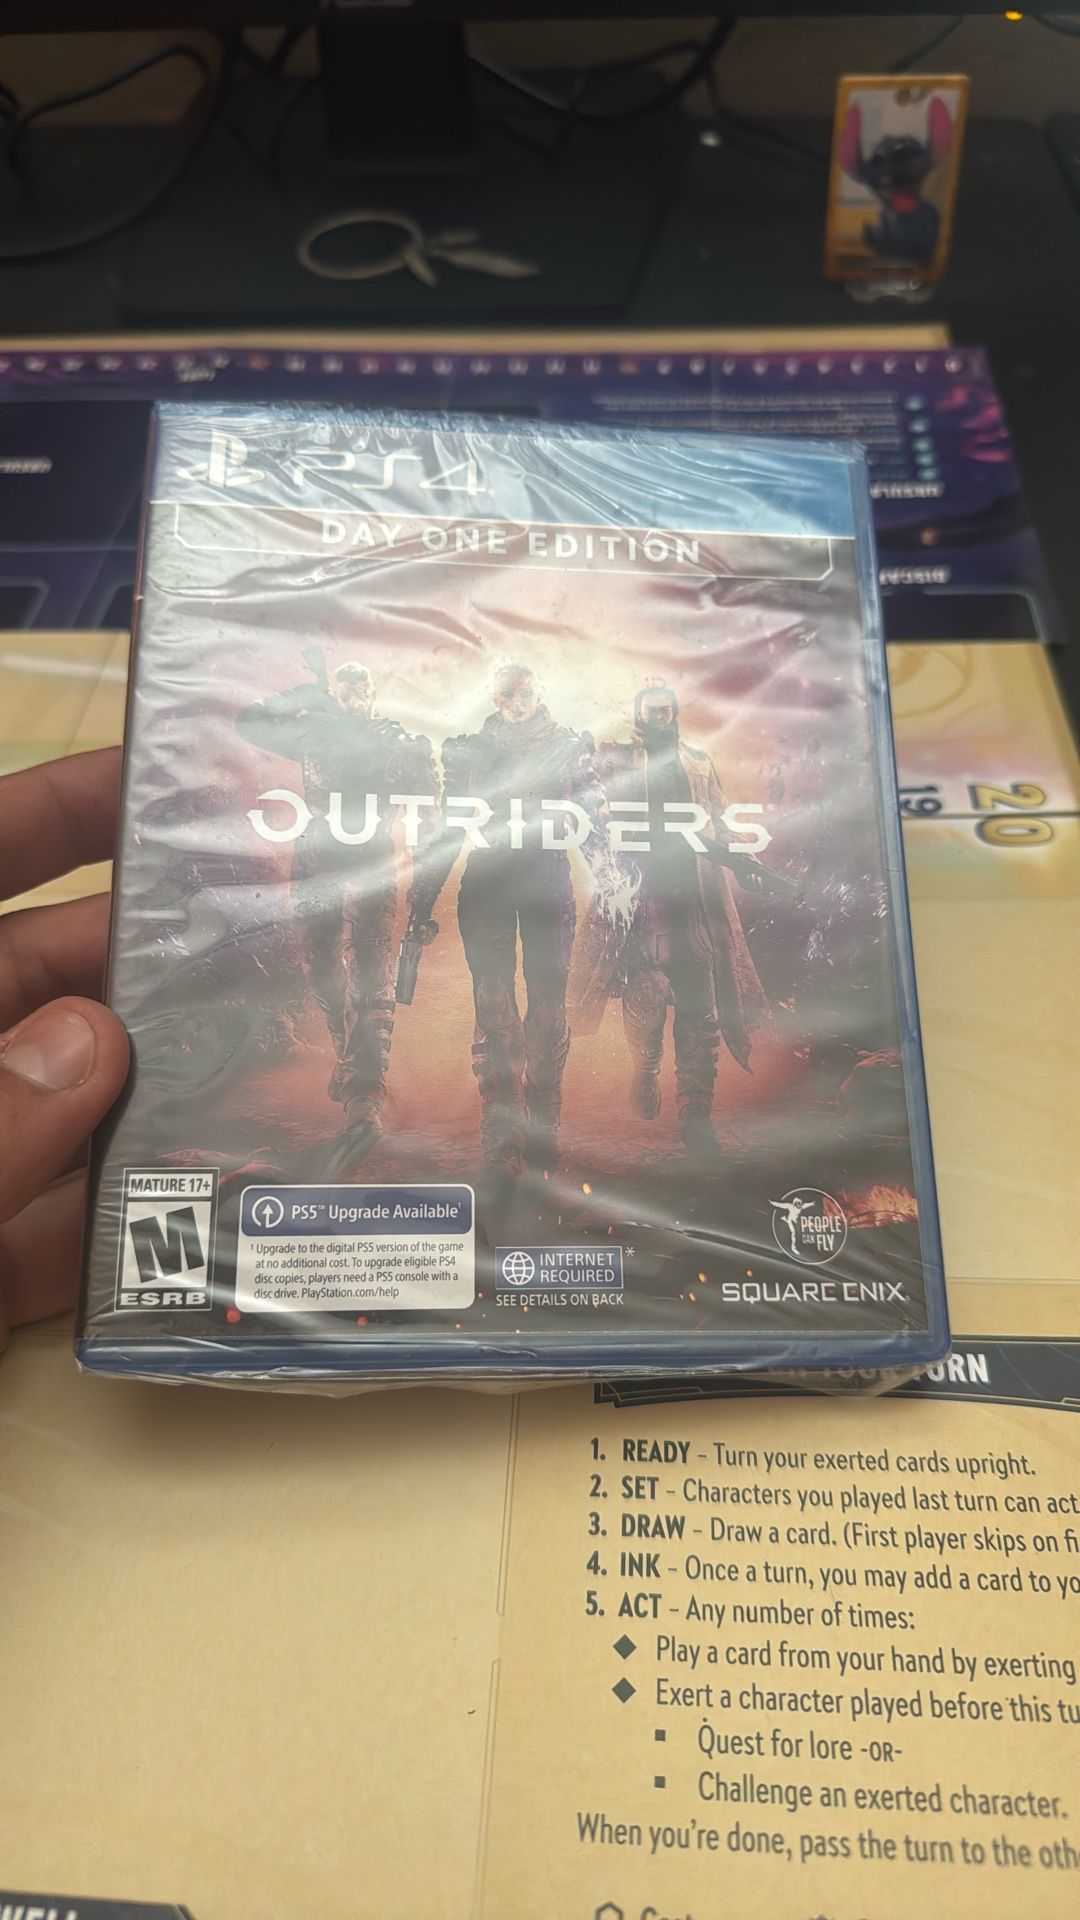 PS4
DAY ONE EDITION
OUTRIDERS
MATURE 17+
M
ESRB
PS5™ Upgrade Available¹
¹ Upgrade to the digital PS5 version of the game
at no additional cost. To upgrade eligible PS4
disc copies, players need a PS5 console with a
disc drive. PlayStation.com/help
INTERNET
REQUIRED
*
SEE DETAILS ON BACK
PEOPLE
CAN
FLY
SQUARE ENIX
19
20
TURN
1. READY – Turn your exerted cards upright.
2. SET – Characters you played last turn can act
3. DRAW – Draw a card. (First player skips on
4. INK – Once a turn, you may add a card to
5. ACT – Any number of times:
◆ Play a card from your hand by exerting
◆ Exert a character played before this
▪ Quest for lore -OR-
▪ Challenge an exerted character.
When you're done, pass the turn to the